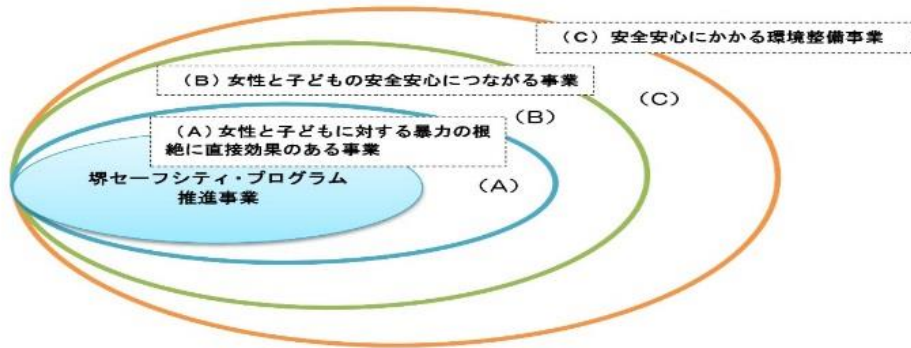 （C）安全安心にかかる環境整備事業
（B）女性と子どもの安全安心につながる事業
（C）
（B）
（A）女性と子どもに対する暴力の根
絶に直接効果のある事業
堺セーフシティ・プログラム
推進事業
（A）